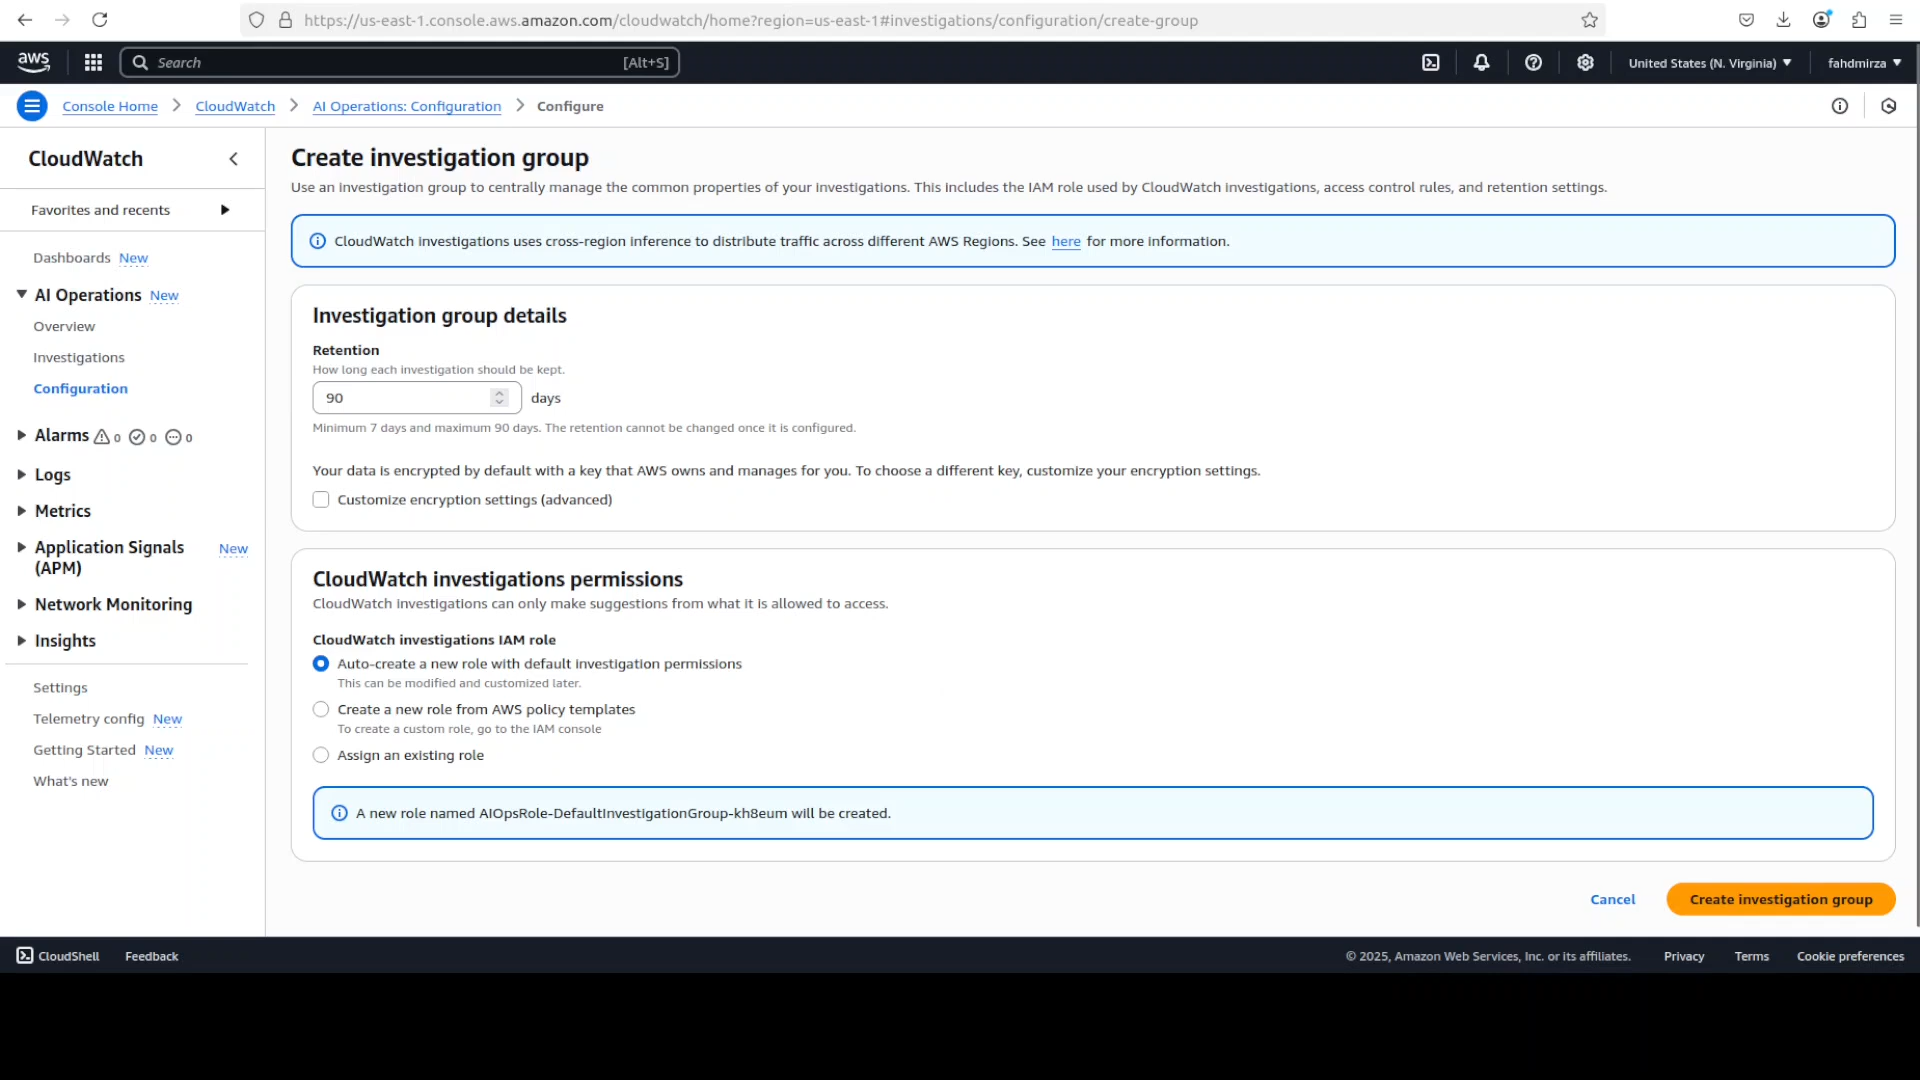 https://us-east-1.console.aws.amazon.com/cloudwatch/home?region=us-east-1#investigations/configuration/create-group
aws
Search [Alt+S]
United States (N. Virginia)
fahdmirza
Console Home
CloudWatch
AI Operations: Configuration
Configure
CloudWatch
Favorites and recents
Dashboards New
AI Operations New
Overview
Investigations
Configuration
Alarms 0 0 0
Logs
Metrics
Application Signals (APM) New
Network Monitoring
Insights
Settings
Telemetry config New
Getting Started New
What's new
Create investigation group
Use an investigation group to centrally manage the common properties of your investigations. This includes the IAM role used by CloudWatch investigations, access control rules, and retention settings.
CloudWatch investigations uses cross-region inference to distribute traffic across different AWS Regions. See here for more information.
Investigation group details
Retention
How long each investigation should be kept.
90 days
Minimum 7 days and maximum 90 days. The retention cannot be changed once it is configured.
Your data is encrypted by default with a key that AWS owns and manages for you. To choose a different key, customize your encryption settings.
Customize encryption settings (advanced)
CloudWatch investigations permissions
CloudWatch investigations can only make suggestions from what it is allowed to access.
CloudWatch investigations IAM role
Auto-create a new role with default investigation permissions
This can be modified and customized later.
Create a new role from AWS policy templates
To create a custom role, go to the IAM console
Assign an existing role
A new role named AIOpsRole-DefaultInvestigationGroup-kh8eum will be created.
Cancel
Create investigation group
CloudShell
Feedback
© 2025, Amazon Web Services, Inc. or its affiliates.
Privacy
Terms
Cookie preferences